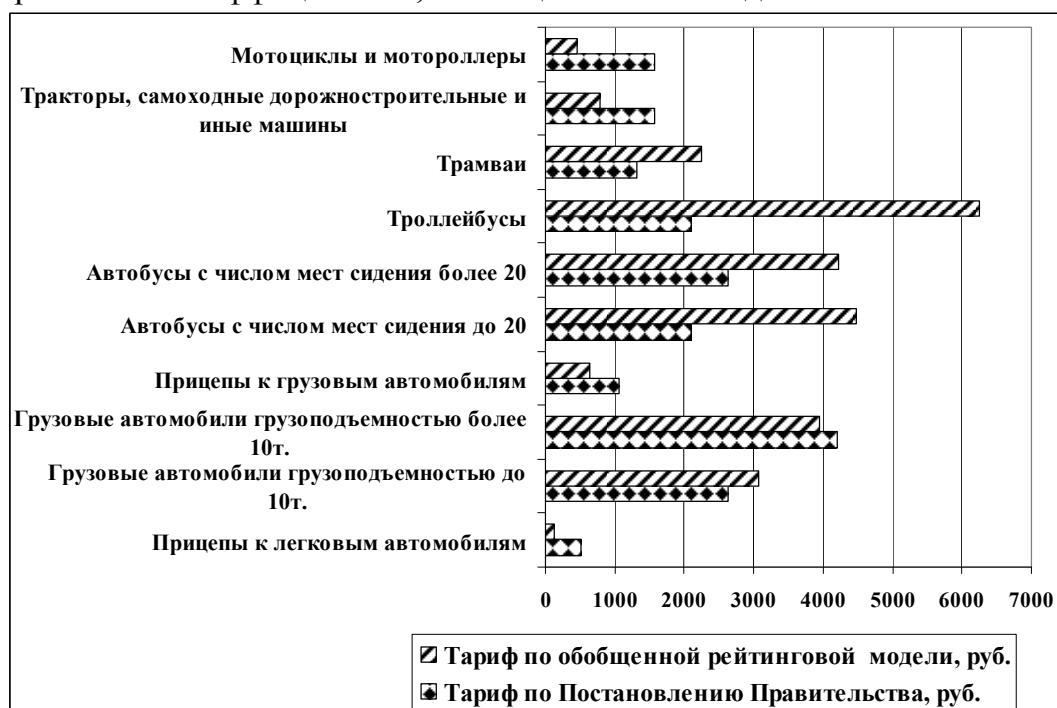 Мотоциклы и мотороллеры
Тракторы, самоходные дорожностроительные и
иные машины
Трамваи
Троллейбусы
Автобусы с числом мест сидения более 20
Автобусы с числом мест сидения до 20
Прицепы к грузовым автомобилям
Грузовые автомобили грузоподъемностью более
10т.
Грузовые автомобили грузоподъемностью до
10т.
Прицепы к легковым автомобилям
0 1000 2000 3000 4000 5000 6000 7000
Тариф по обобщенной рейтинговой модели, руб.
Тариф по Постановлению Правительства, руб.